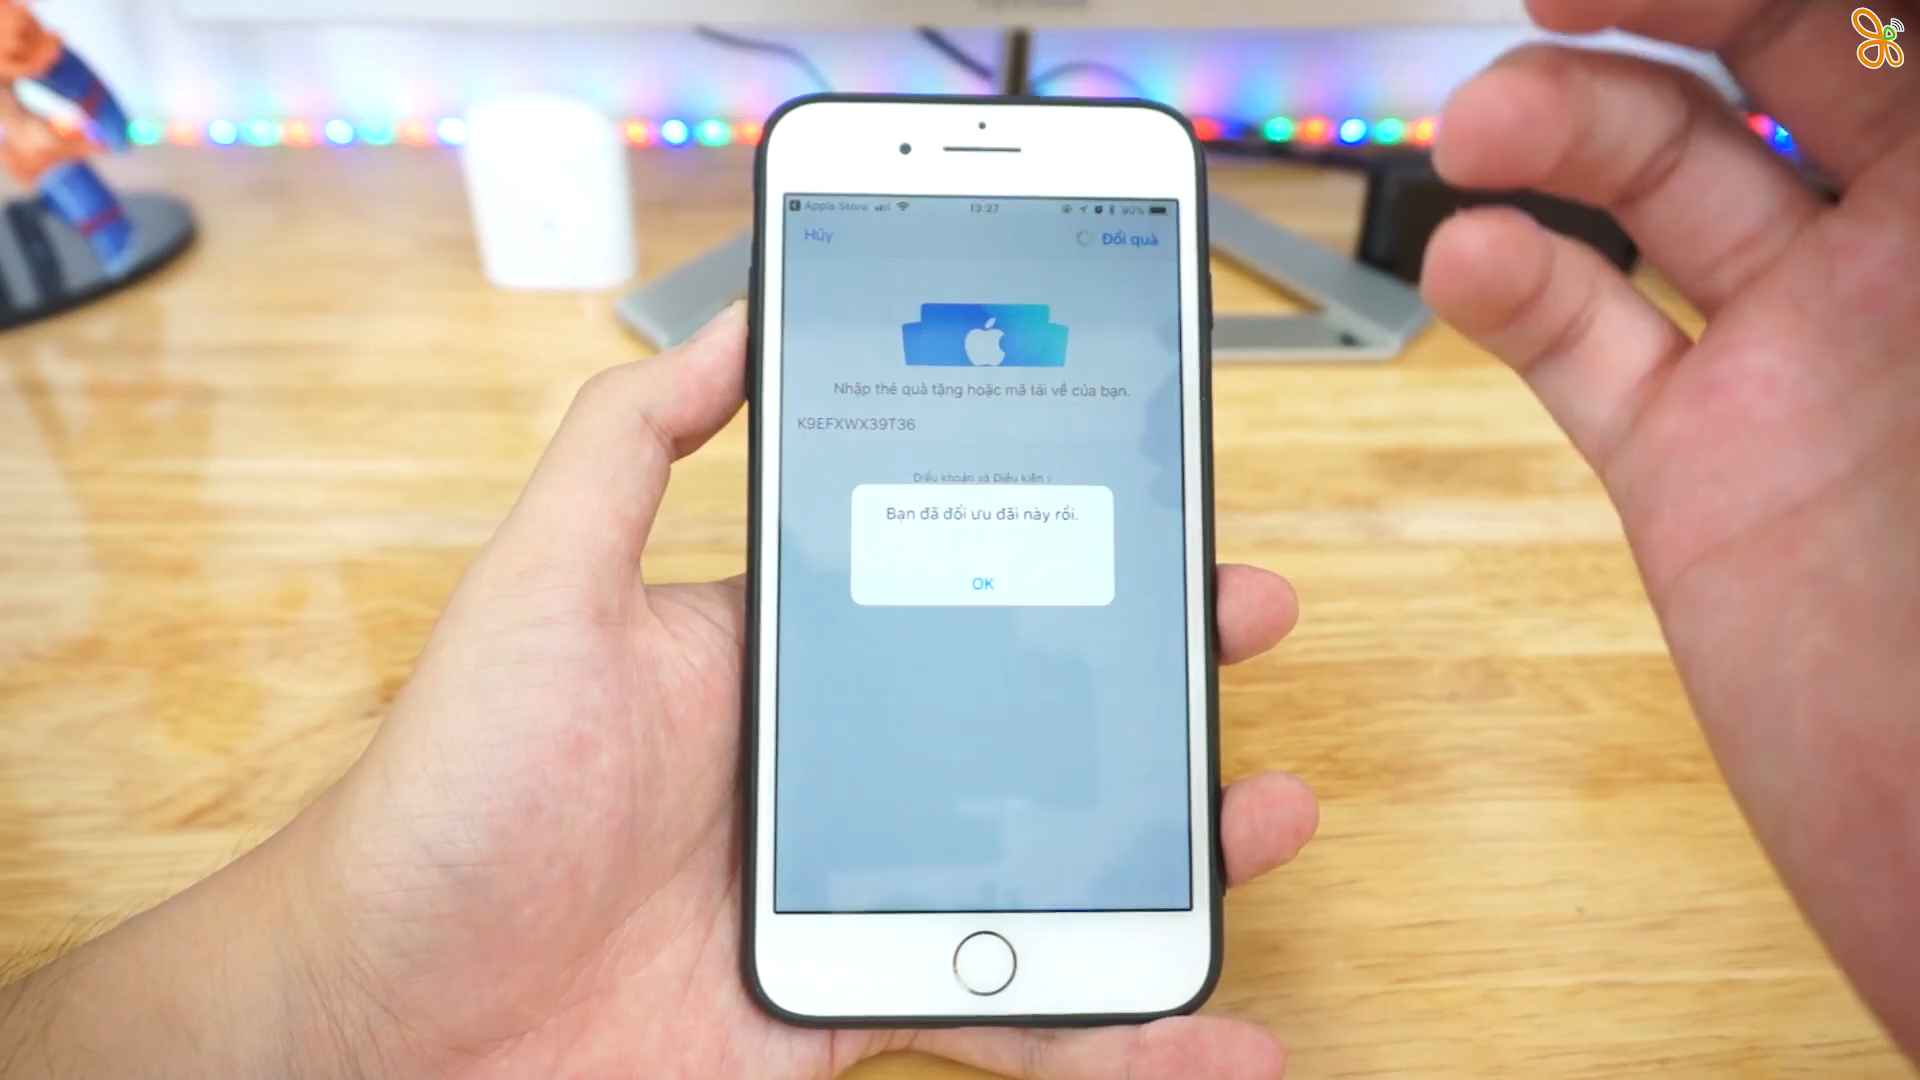 Apple Store
13:27
90%
Hủy
Đổi quà
Nhập thẻ quà tặng hoặc mã tải về của bạn.
K9EFXWX39T36
Điều khoản và Điều kiện >
Bạn đã đổi ưu đãi này rồi.
OK